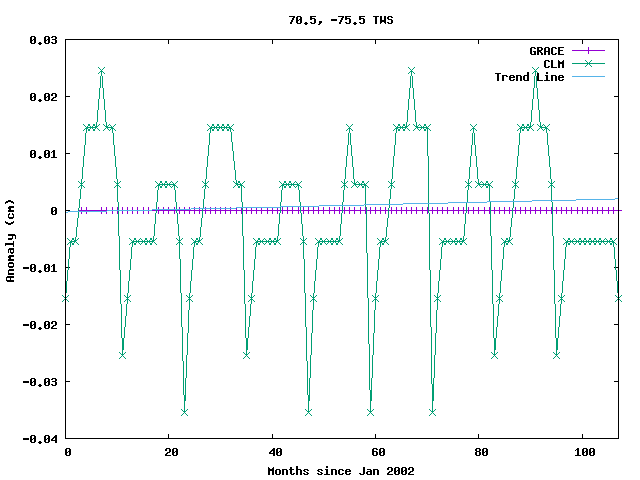 70.5, -75.5 TWS
GRACE
CLM
Trend Line
Anomaly (cm)
0.03
0.02
0.01
0
-0.01
-0.02
-0.03
-0.04
0 20 40 60 80 100
Months since Jan 2002